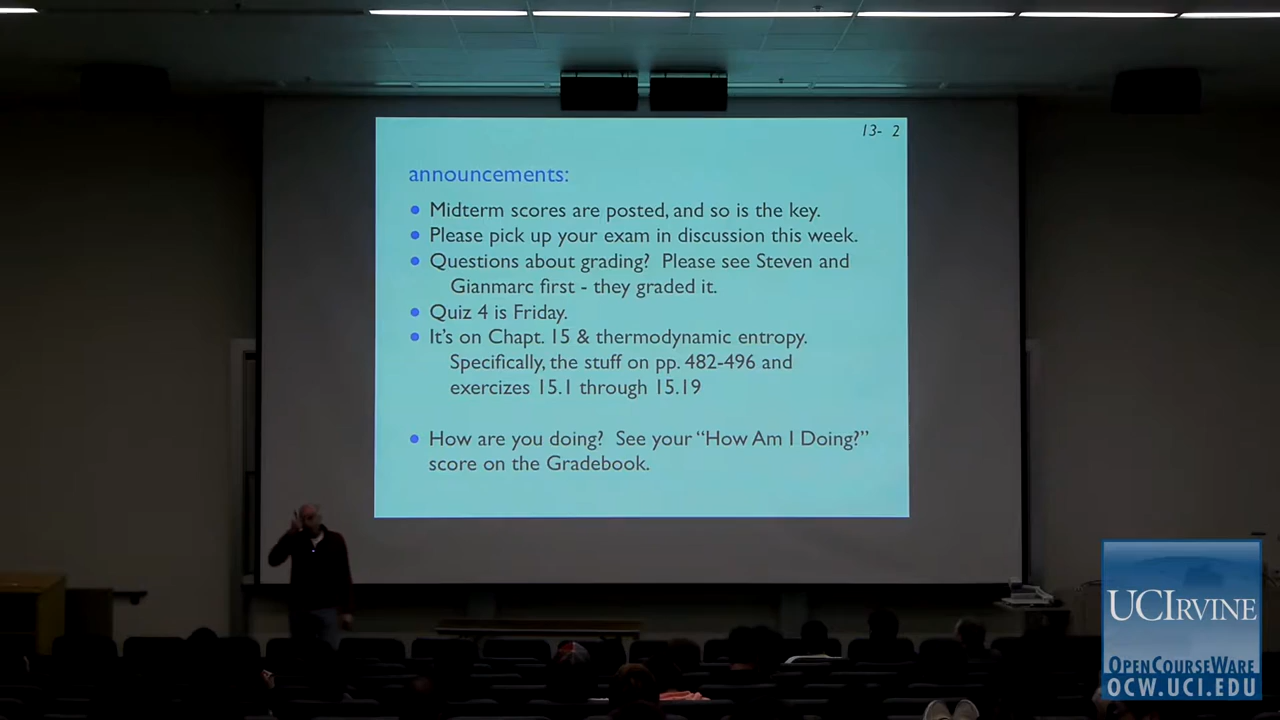 13- 2
announcements:
Midterm scores are posted, and so is the key.
Please pick up your exam in discussion this week.
Questions about grading? Please see Steven and
Gianmarc first - they graded it.
Quiz 4 is Friday.
It's on Chapt. 15 & thermodynamic entropy.
Specifically, the stuff on pp. 482-496 and
exercizes 15.1 through 15.19
How are you doing? See your “How Am I Doing?”
score on the Gradebook.
UCIRVINE
OPENCOURSEWARE
OCW.UCI.EDU